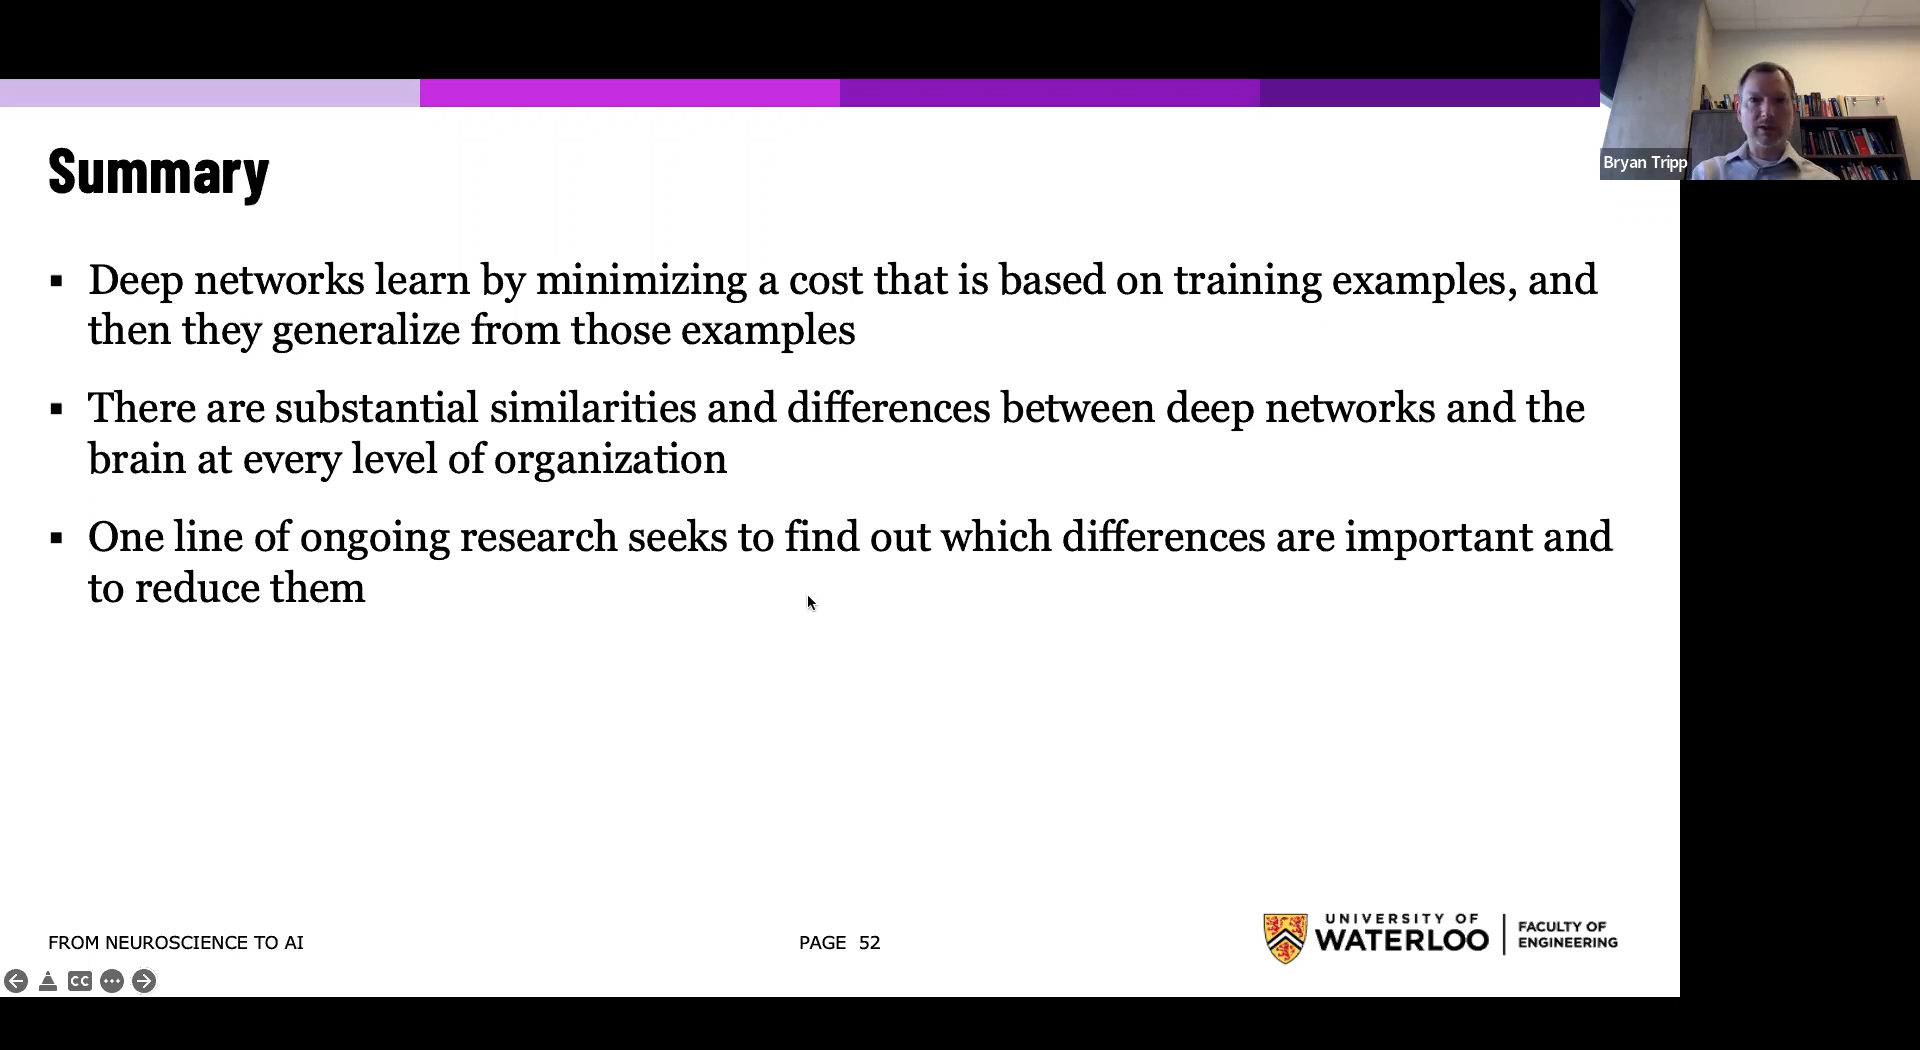 Bryan Tripp
Summary
▪ Deep networks learn by minimizing a cost that is based on training examples, and
then they generalize from those examples
▪ There are substantial similarities and differences between deep networks and the
brain at every level of organization
▪ One line of ongoing research seeks to find out which differences are important and
to reduce them
FROM NEUROSCIENCE TO AI
PAGE 52
UNIVERSITY OF
WATERLOO
FACULTY OF
ENGINEERING
CC